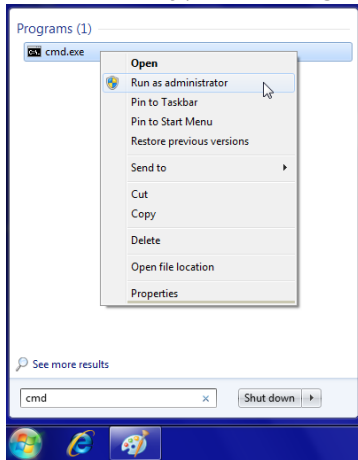 Programs (1)
cmd.exe
Open
Run as administrator
Pin to Taskbar
Pin to Start Menu
Restore previous versions
Send to
Cut
Copy
Delete
Open file location
Properties
See more results
cmd
Shut down